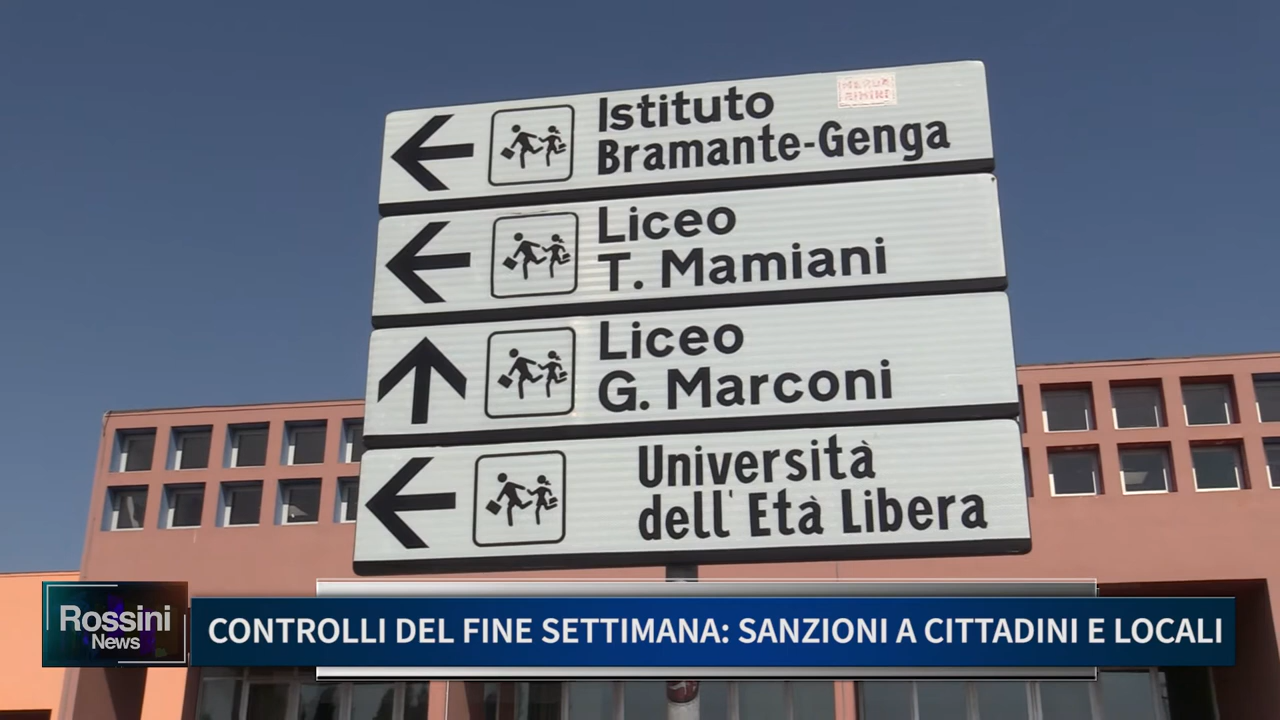 Istituto
Bramante-Genga
Liceo
T. Mamiani
Liceo
G. Marconi
Università
dell'Età Libera
Rossini
News
CONTROLLI DEL FINE SETTIMANA: SANZIONI A CITTADINI E LOCALI